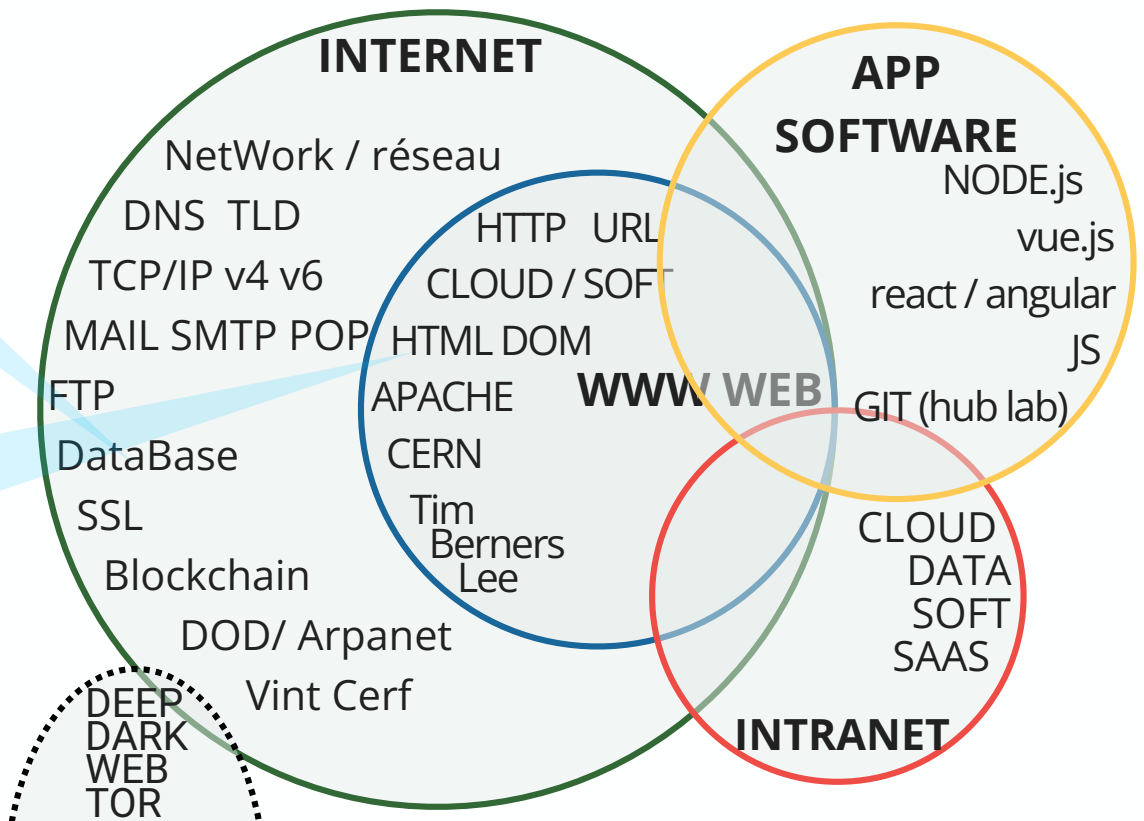 INTERNET
NetWork / réseau
DNS TLD
TCP/IP v4 v6
MAIL SMTP POP
FTP
DataBase
SSL
Blockchain
DOD/ Arpanet
Vint Cerf
DEEP
DARK
WEB
TOR
HTTP URL
CLOUD / SOFT
HTML DOM
WWW WEB
APACHE
CERN
Tim
Berners
Lee
APP
SOFTWARE
NODE.js
vue.js
react / angular
JS
GIT (hub lab)
CLOUD
DATA
SOFT
SAAS
INTRANET